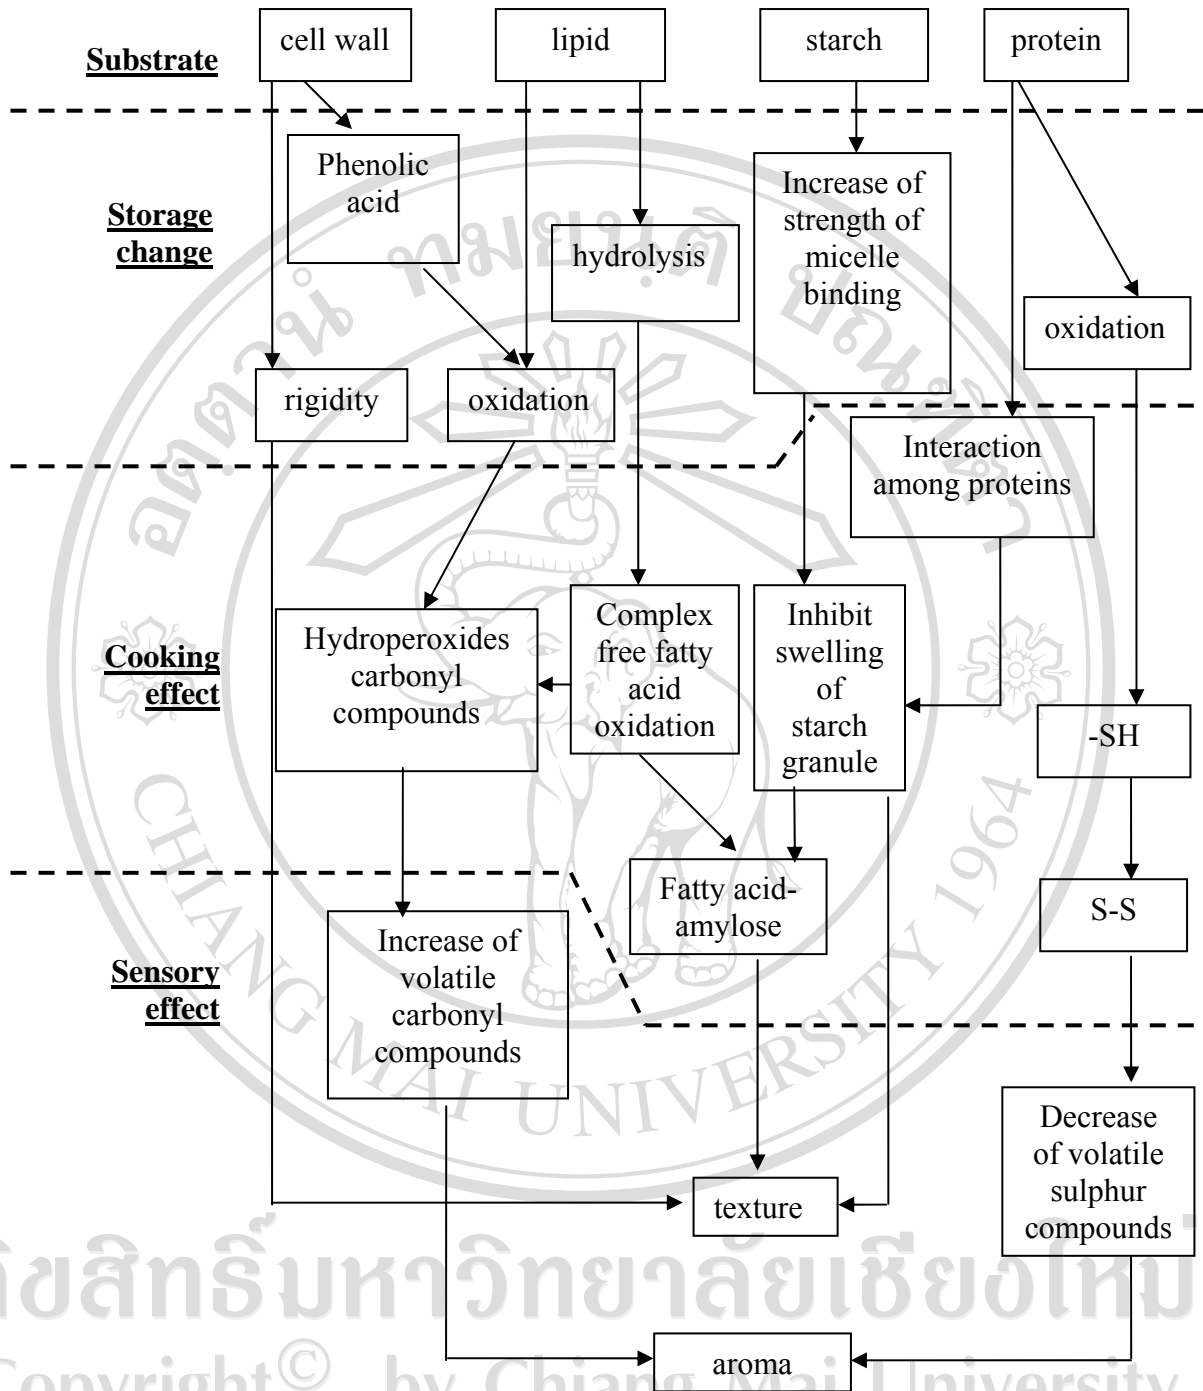 Substrate
cell wall
lipid
starch
protein
Storage
change
Phenolic
acid
hydrolysis
Increase of
strength of
micelle
binding
oxidation
rigidity
oxidation
Interaction
among proteins
Cooking
effect
Hydroperoxides
carbonyl
compounds
Complex
free fatty
acid
oxidation
Inhibit
swelling
of
starch
granule
-SH
Fatty acid-
amylose
S-S
Sensory
effect
Increase of
volatile
carbonyl
compounds
Decrease
of volatile
sulphur
compounds
texture
aroma
CHIANG MAI UNIVERSITY 1964
สิทธิ์มหาวิทยาลัยเชียงใหม่
Copyright© by Chiang Mai University